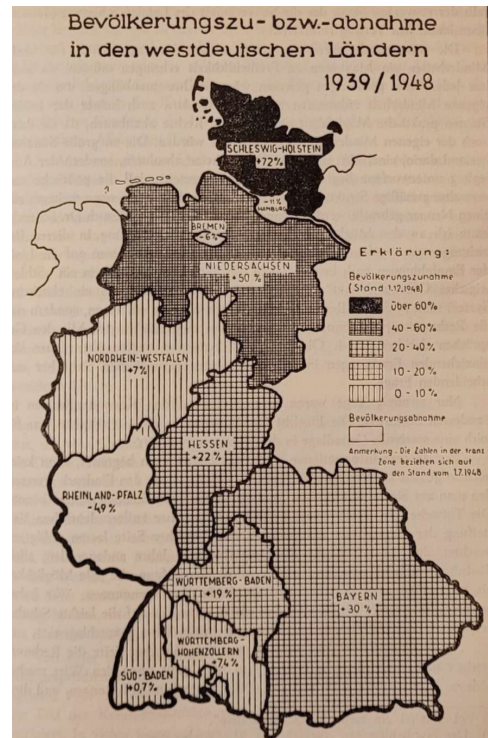 Bevölkerungszu- bzw.-abnahme
in den westdeutschen Ländern
1939/1948
SCHLESWIG-HOLSTEIN
+72%
-11%
HAMBURG
BREMEN
-6%
NIEDERSACHSEN
+50%
Erklärung:
Bevölkerungszunahme
(Stand 1.12.1948)
über 60%
40-60%
20-40%
10-20%
0-10%
Bevölkerungsabnahme
Anmerkung: Die Zahlen in der franz
Zone beziehen sich auf
den Stand vom 1.7.1948
NORDRHEIN-WESTFALEN
+7%
HESSEN
+22%
RHEINLAND-PFALZ
-4,9%
WÜRTTEMBERG-BADEN
+19%
BAYERN
+30%
WÜRTTEMBERG-
HOHENZOLLERN
+7,4%
SÜD-BADEN
+0,7%